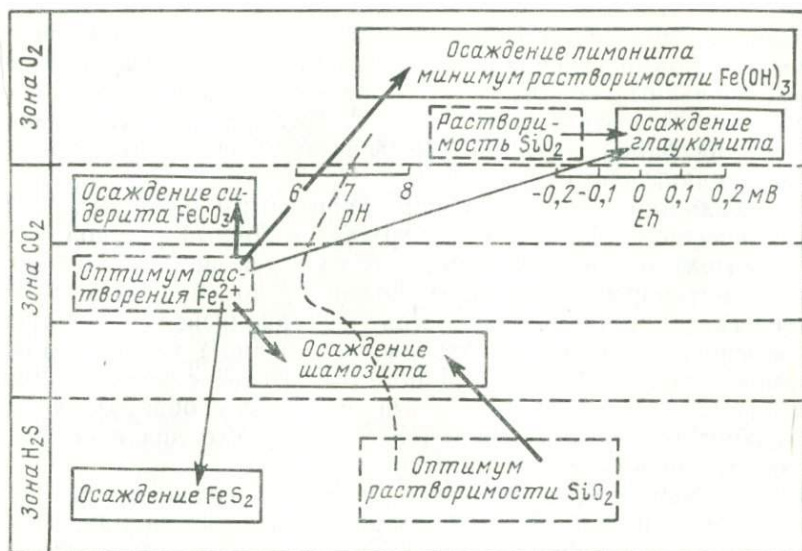 Зона O₂
Осаждение лимонита
минимум растворимости Fe(OH)₃
Раствори-
мость SiO₂
Осаждение
глауконита
Зона CO₂
Осаждение си-
дерита FeCO₃
6 7 8
pH
-0,2 -0,1 0 0,1 0,2 мВ
Eh
Оптимум рас-
творения Fe²⁺
Осаждение
шамозита
Зона H₂S
Осаждение FeS₂
Оптимум
растворимости SiO₂